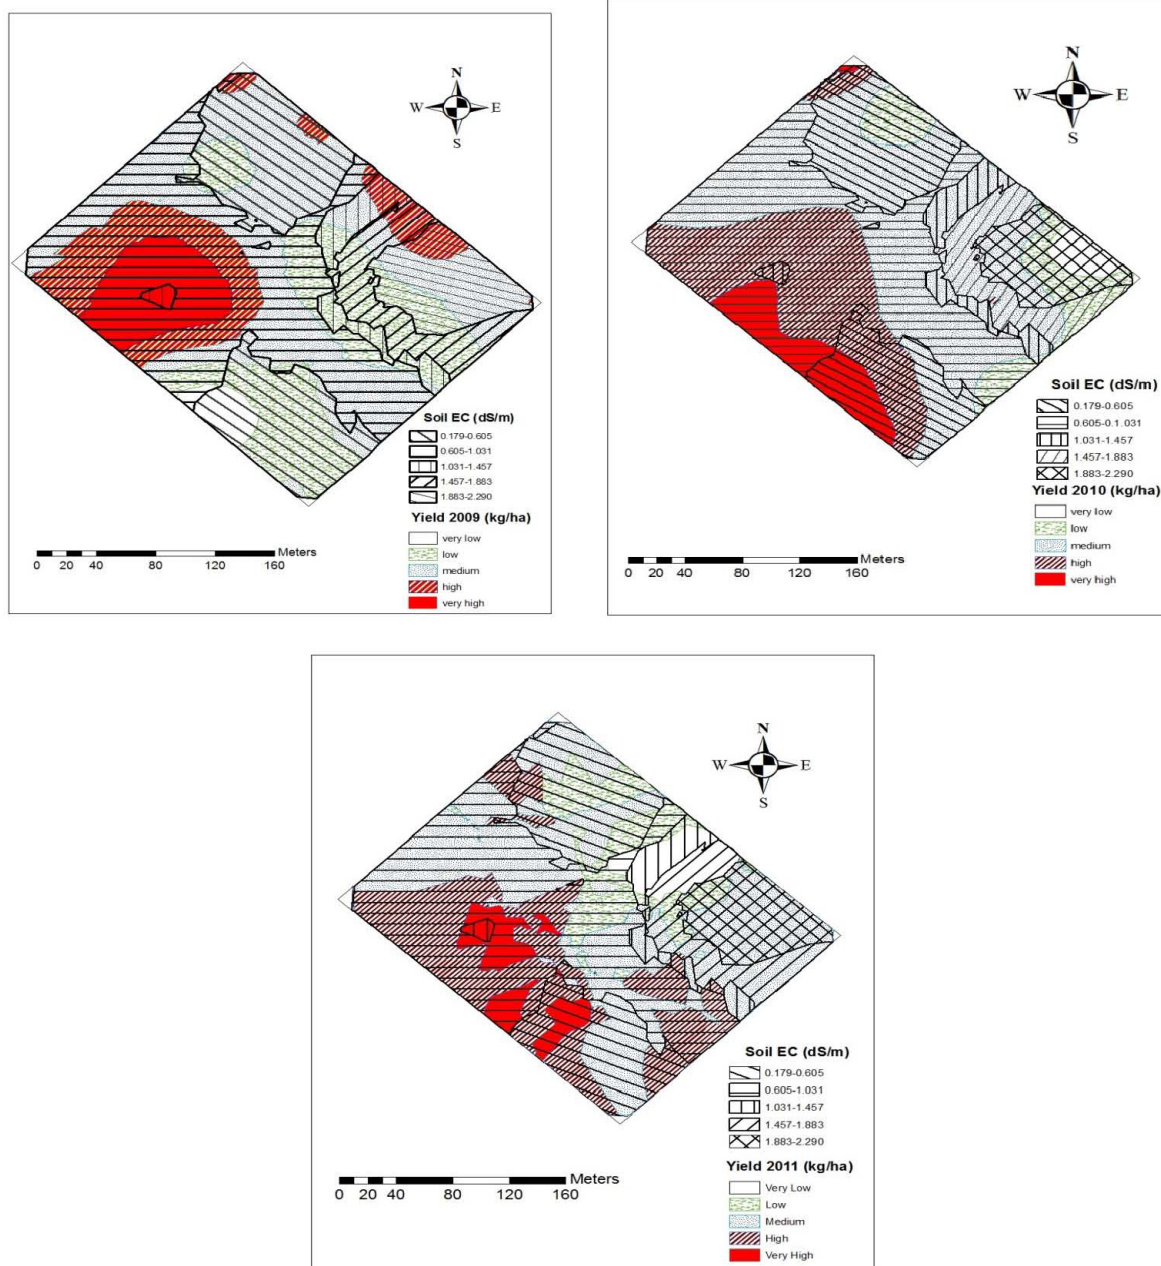 N
W E
S
Soil EC (dS/m)
0.179-0.605
0.605-1.031
1.031-1.457
1.457-1.883
1.883-2.290
Yield 2009 (kg/ha)
very low
low
medium
high
very high
Meters
0 20 40 80 120 160
N
W E
S
Soil EC (dS/m)
0.179-0.605
0.605-0.1.031
1.031-1.457
1.457-1.883
1.883-2.290
Yield 2010 (kg/ha)
very low
low
medium
high
very high
Meters
0 20 40 80 120 160
N
W E
S
Soil EC (dS/m)
0.179-0.605
0.605-1.031
1.031-1.457
1.457-1.883
1.883-2.290
Yield 2011 (kg/ha)
Very Low
Low
Medium
High
Very High
Meters
0 20 40 80 120 160